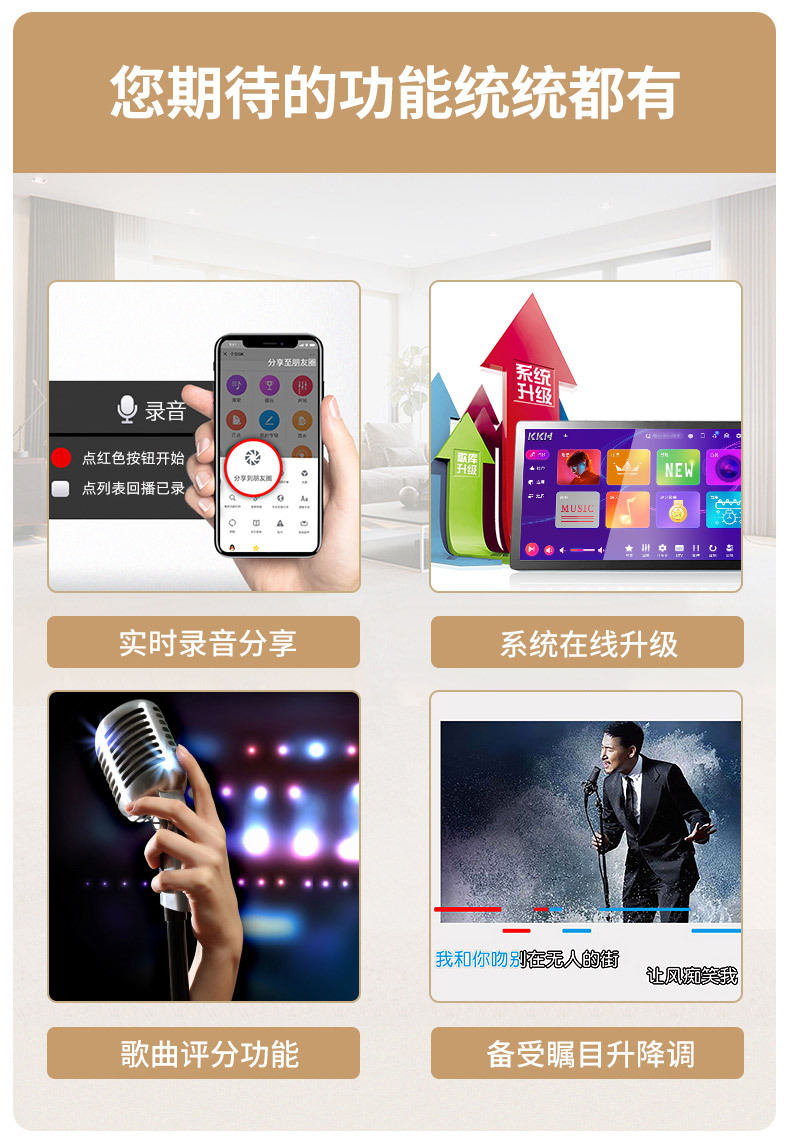 您期待的功能统统都有
分享至朋友圈
录音
点红色按钮开始
点列表回播已录
分享到朋友圈
系统
升级
歌库
升级
KKH
NEW
MUSIC
实时录音分享
系统在线升级
我和你吻别在无人的街
让风痴笑我
歌曲评分功能
备受瞩目升降调